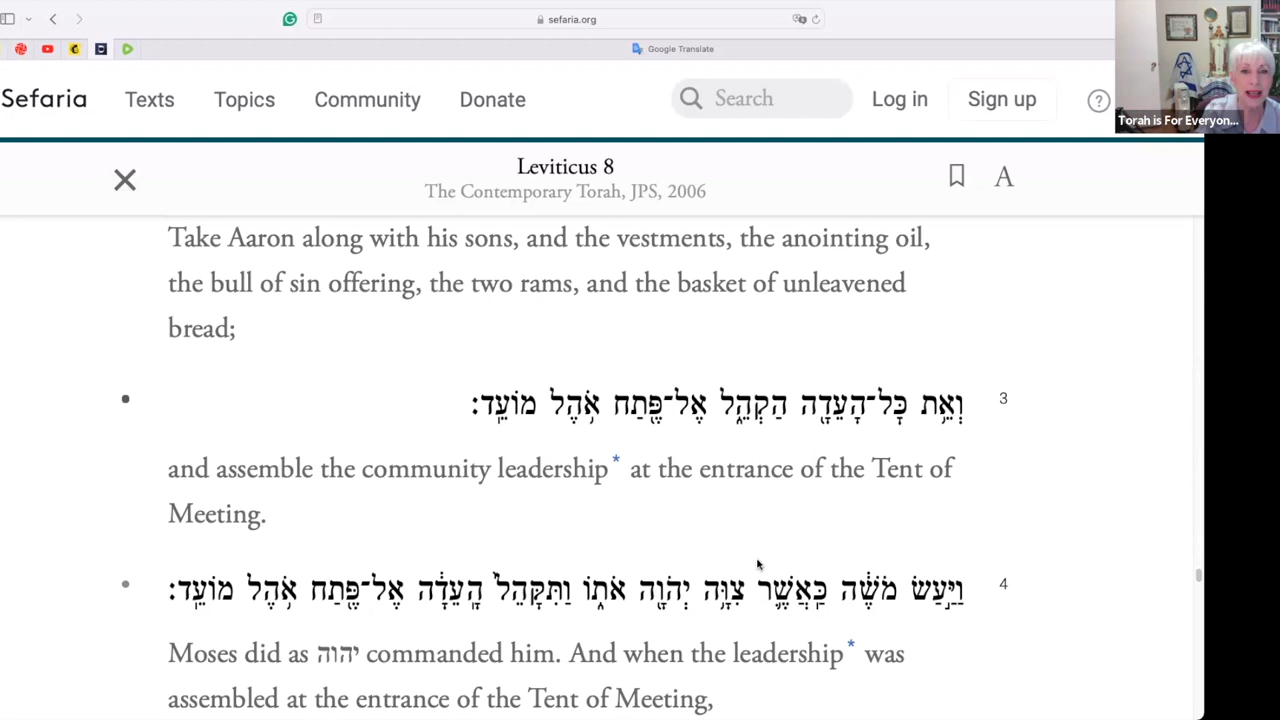 sefaria.org
Google Translate
Sefaria Texts Topics Community Donate Search Log in Sign up ?
Torah is For Everyon...
Leviticus 8
The Contemporary Torah, JPS, 2006
A
Take Aaron along with his sons, and the vestments, the anointing oil,
the bull of sin offering, the two rams, and the basket of unleavened
bread;
3
וְאֵ֥ת כׇּל־הָעֵדָ֖ה הַקְהֵ֑ל אֶל־פֶּ֖תַח אֹ֥הֶל מוֹעֵֽד׃
and assemble the community leadership* at the entrance of the Tent of
Meeting.
4
וַיַּ֣עַשׂ מֹשֶׁ֔ה כַּֽאֲשֶׁ֛ר צִוָּ֥ה יְהֹוָ֖ה אֹת֑וֹ וַתִּקָּהֵל֙ הָֽעֵדָ֔ה אֶל־פֶּ֖תַח אֹ֥הֶל מוֹעֵֽד׃
Moses did as יהוה commanded him. And when the leadership* was
assembled at the entrance of the Tent of Meeting,